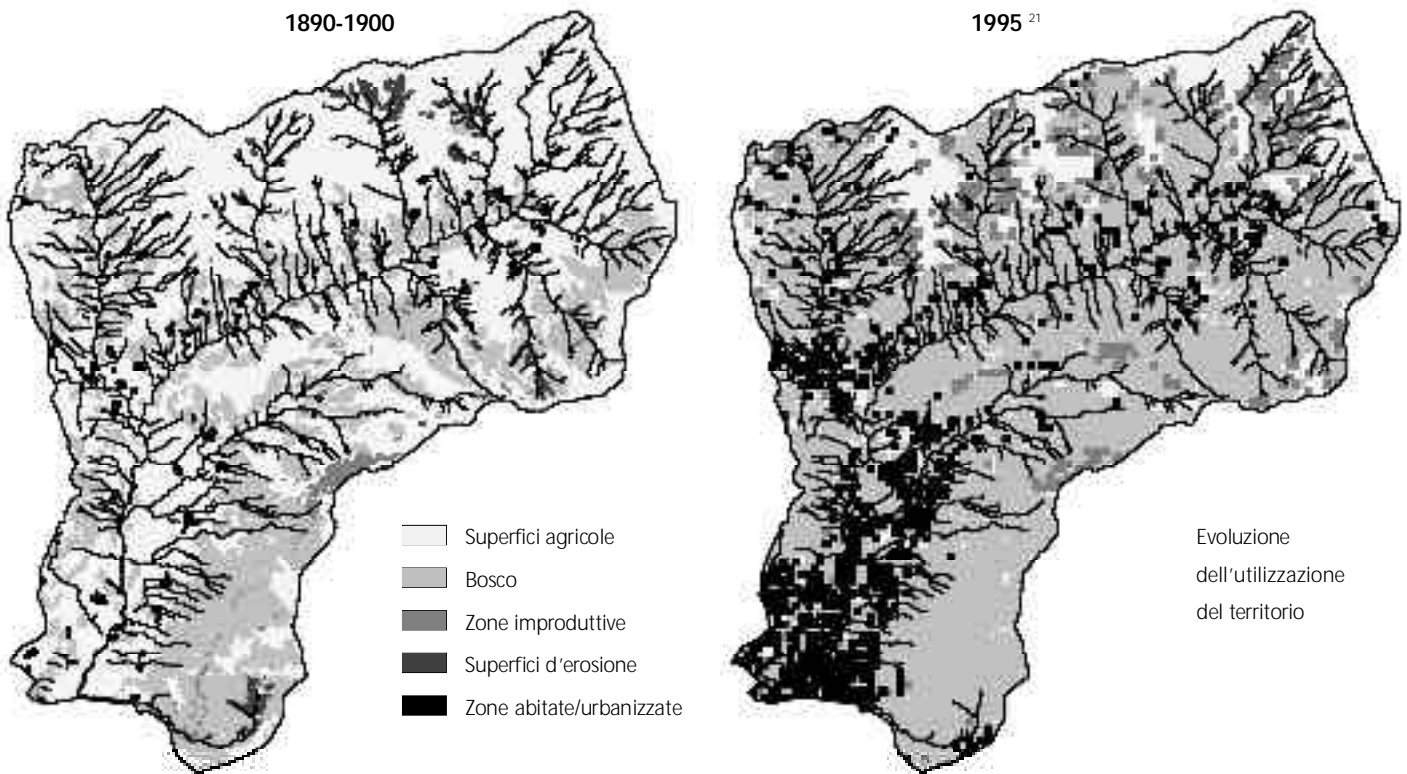 1890-1900
1995 21
Superfici agricole
Bosco
Zone improduttive
Superfici d'erosione
Zone abitate/urbanizzate
Evoluzione
dell'utilizzazione
del territorio